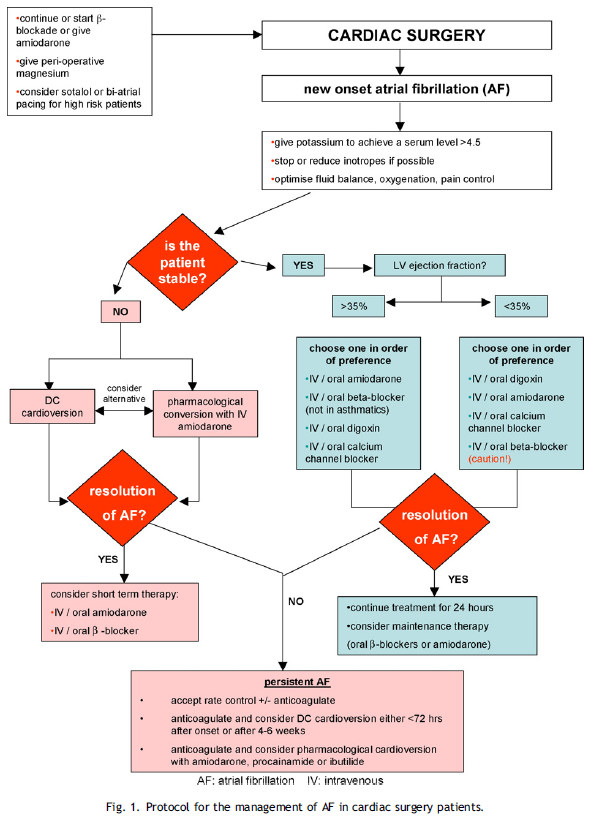 •continue or start β-
blockade or give
amiodarone
•give peri-operative
magnesium
•consider sotalol or bi-atrial
pacing for high risk patients
CARDIAC SURGERY
new onset atrial fibrillation (AF)
•give potassium to achieve a serum level >4.5
•stop or reduce inotropes if possible
•optimise fluid balance, oxygenation, pain control
is the
patient
stable?
YES
LV ejection fraction?
>35%
<35%
NO
choose one in order
of preference
•IV / oral amiodarone
•IV / oral beta-blocker
(not in asthmatics)
•IV / oral digoxin
•IV / oral calcium
channel blocker
choose one in order
of preference
•IV / oral digoxin
•IV / oral amiodarone
•IV / oral calcium
channel blocker
•IV / oral beta-blocker
(caution!)
DC
cardioversion
consider
alternative
pharmacological
conversion with IV
amiodarone
resolution
of AF?
resolution
of AF?
YES
consider short term therapy:
•IV / oral amiodarone
•IV / oral β -blocker
NO
YES
•continue treatment for 24 hours
•consider maintenance therapy
(oral β-blockers or amiodarone)
persistent AF
• accept rate control +/- anticoagulate
• anticoagulate and consider DC cardioversion either <72 hrs
after onset or after 4-6 weeks
• anticoagulate and consider pharmacological cardioversion
with amiodarone, procainamide or ibutilide
AF: atrial fibrillation IV: intravenous
Fig. 1. Protocol for the management of AF in cardiac surgery patients.